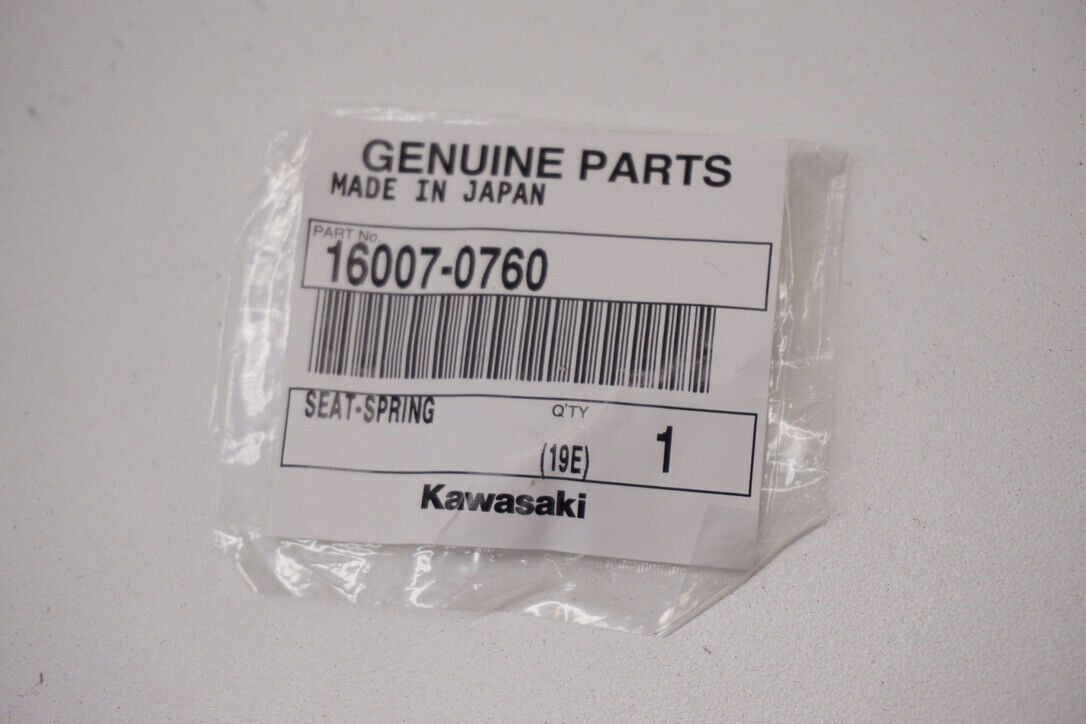 GENUINE PARTS
MADE IN JAPAN
PART No.
16007-0760
SEAT-SPRING Q'TY
(19E) 1
Kawasaki